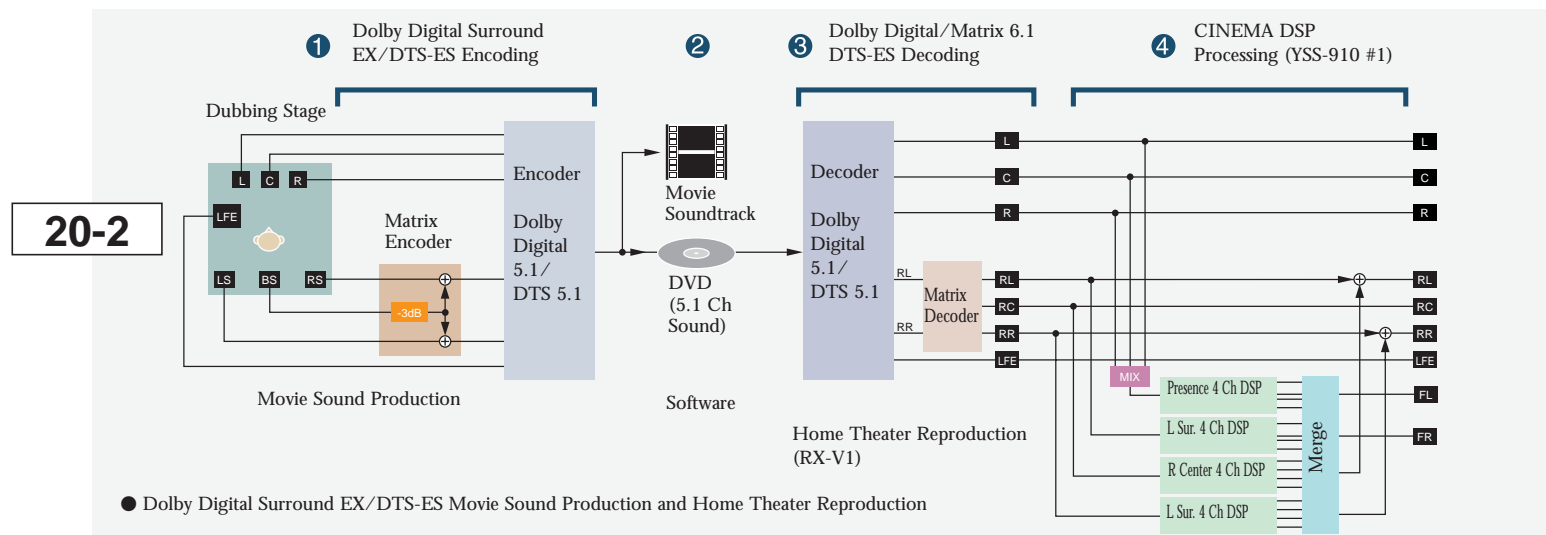 20-2
❶ Dolby Digital Surround
EX/DTS-ES Encoding
❷
❸ Dolby Digital/Matrix 6.1
DTS-ES Decoding
❹ CINEMA DSP
Processing (YSS-910 #1)
Dubbing Stage
L C R
LFE
LS BS RS
Matrix
Encoder
-3dB
Encoder
Dolby
Digital
5.1/
DTS 5.1
Movie
Soundtrack
DVD
(5.1 Ch
Sound)
Decoder
Dolby
Digital
5.1/
DTS 5.1
RL
RR
Matrix
Decoder
L
C
R
RL
RC
RR
LFE
MIX
Presence 4 Ch DSP
L Sur. 4 Ch DSP
R Center 4 Ch DSP
L Sur. 4 Ch DSP
Merge
L
C
R
RL
RC
RR
LFE
FL
FR
Movie Sound Production
Software
Home Theater Reproduction
(RX-V1)
● Dolby Digital Surround EX/DTS-ES Movie Sound Production and Home Theater Reproduction